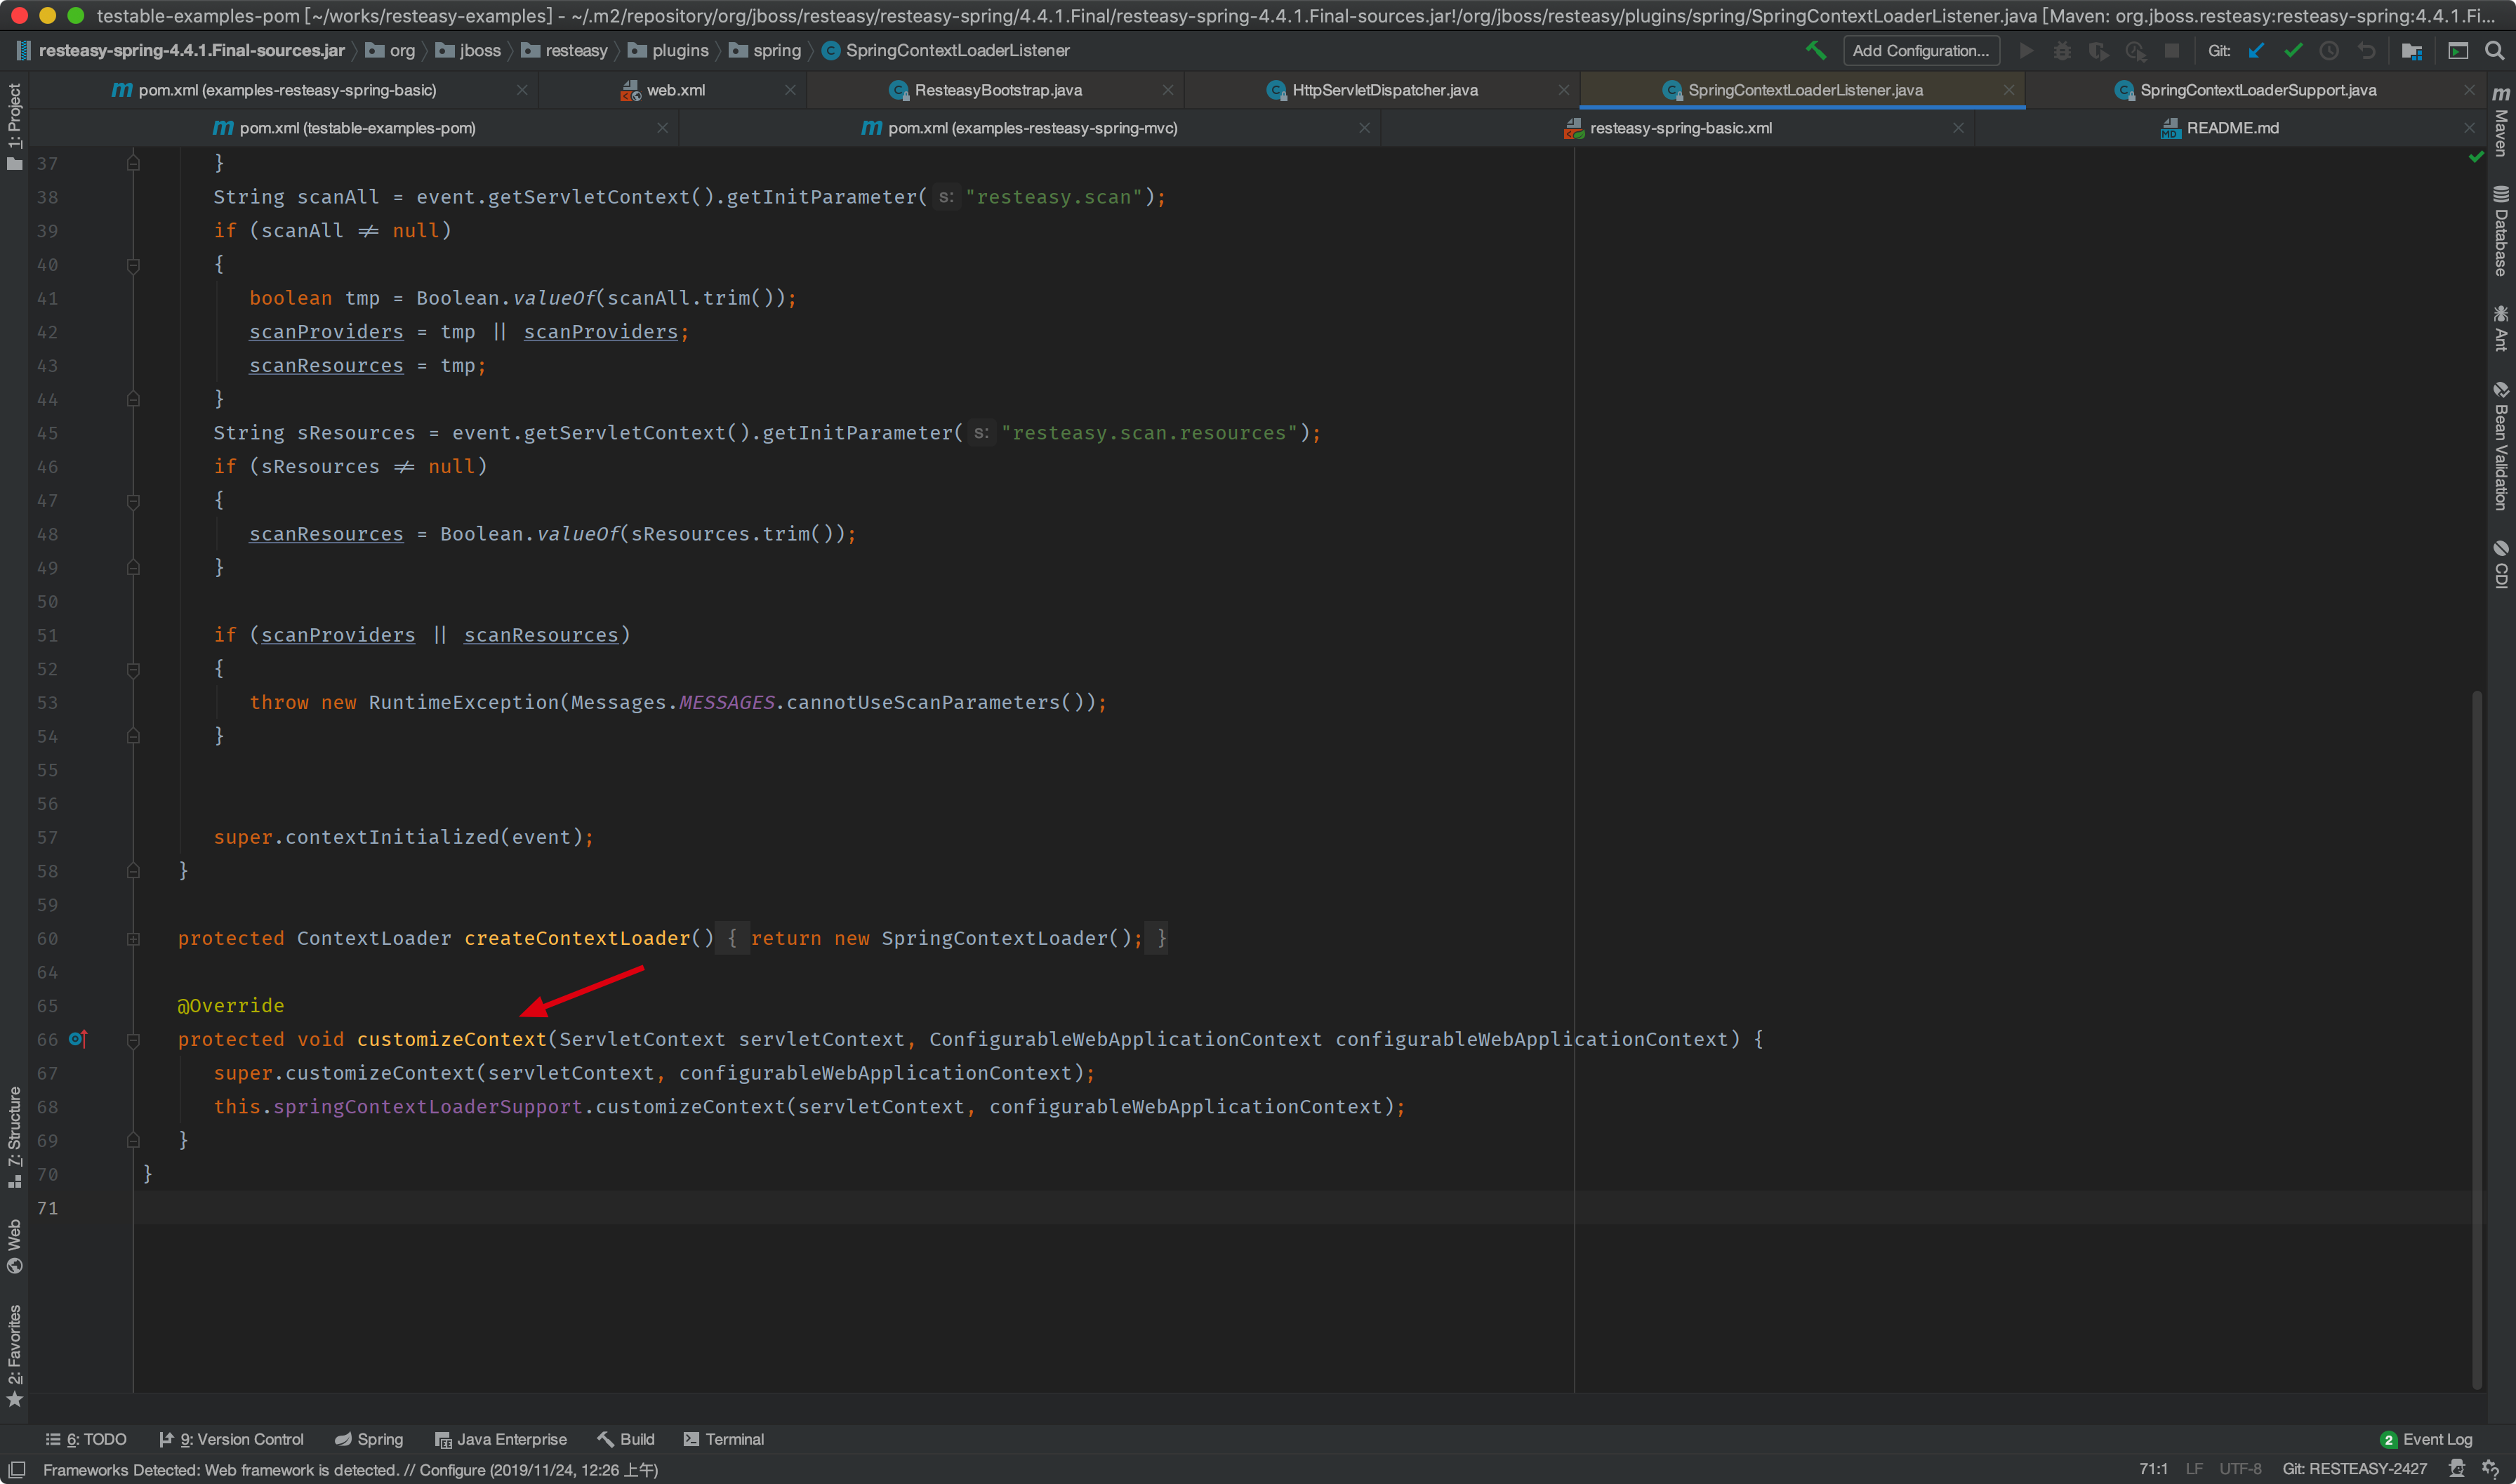 testable-examples-pom [~/works/resteasy-examples] - ~/.m2/repository/org/jboss/resteasy/resteasy-spring/4.4.1.Final/resteasy-spring-4.4.1.Final-sources.jar!/org/jboss/resteasy/plugins/spring/SpringContextLoaderListener.java [Maven: org.jboss.resteasy:resteasy-spring:4.4.1.Fi...
resteasy-spring-4.4.1.Final-sources.jar org jboss resteasy plugins spring SpringContextLoaderListener Add Configuration... Git:
pom.xml (examples-resteasy-spring-basic) web.xml ResteasyBootstrap.java HttpServletDispatcher.java SpringContextLoaderListener.java SpringContextLoaderSupport.java
pom.xml (testable-examples-pom) pom.xml (examples-resteasy-spring-mvc) resteasy-spring-basic.xml README.md
1: Project
7: Structure
Web
2: Favorites
37 }
38 String scanAll = event.getServletContext().getInitParameter( s: "resteasy.scan");
39 if (scanAll ≠ null)
40 {
41 boolean tmp = Boolean.valueOf(scanAll.trim());
42 scanProviders = tmp || scanProviders;
43 scanResources = tmp;
44 }
45 String sResources = event.getServletContext().getInitParameter( s: "resteasy.scan.resources");
46 if (sResources ≠ null)
47 {
48 scanResources = Boolean.valueOf(sResources.trim());
49 }
50
51 if (scanProviders || scanResources)
52 {
53 throw new RuntimeException(Messages.MESSAGES.cannotUseScanParameters());
54 }
55
56
57 super.contextInitialized(event);
58 }
59
60 protected ContextLoader createContextLoader() { return new SpringContextLoader(); }
64
65 @Override
66 protected void customizeContext(ServletContext servletContext, ConfigurableWebApplicationContext configurableWebApplicationContext) {
67 super.customizeContext(servletContext, configurableWebApplicationContext);
68 this.springContextLoaderSupport.customizeContext(servletContext, configurableWebApplicationContext);
69 }
70 }
71
Maven
Database
Ant
Bean Validation
CDI
6: TODO 9: Version Control Spring Java Enterprise Build Terminal 2 Event Log
Frameworks Detected: Web framework is detected. // Configure (2019/11/24, 12:26 上午) 71:1 LF UTF-8 Git: RESTEASY-2427